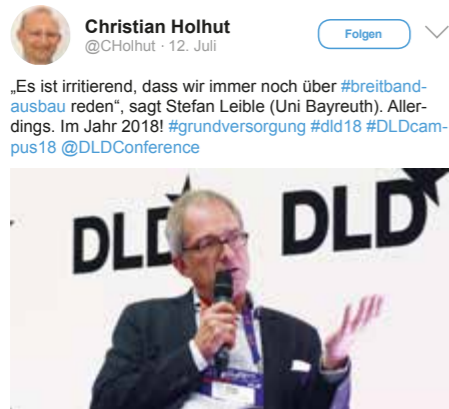 Christian Holhut
@CHolhut · 12. Juli
Folgen
„Es ist irritierend, dass wir immer noch über #breitband-
ausbau reden“, sagt Stefan Leible (Uni Bayreuth). Aller-
dings. Im Jahr 2018! #grundversorgung #dld18 #DLDcam-
pus18 @DLDConference
DLD DLD